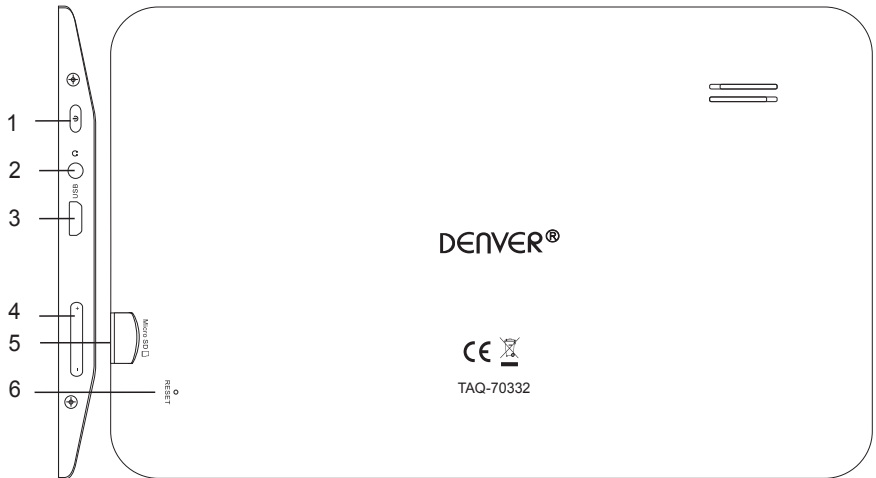 1
2
USB
3
4
+
-
5
Micro SD
6
RESET
DENVER®
CE
TAQ-70332